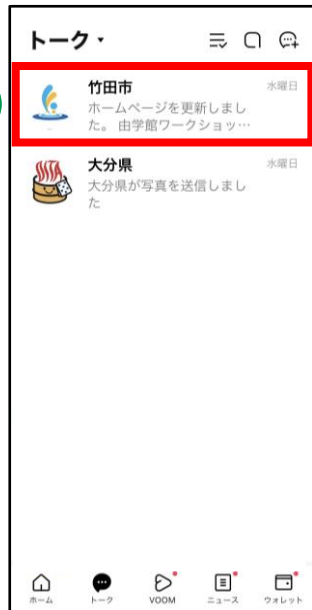 トーク
竹田市
水曜日
ホームページを更新しまし
た。 由学館ワークショッ…
大分県
水曜日
大分県が写真を送信しまし
た
ホーム
トーク
VOOM
ニュース
ウォレット